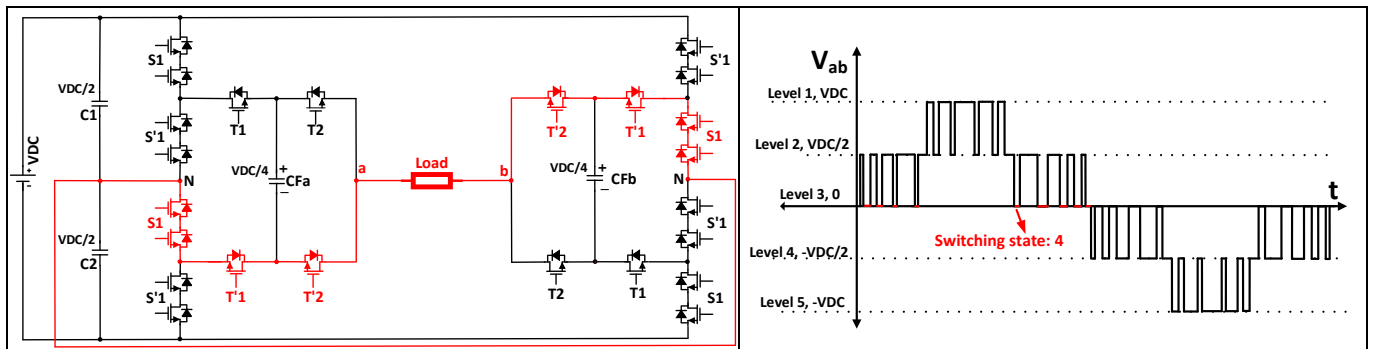 S1
S'1
VDC/2
C1
T1
T2
T'2
T'1
S1
VDC
S'1
VDC/4
+
–
CFa
a
Load
b
VDC/4
+
–
CFb
N
N
S1
S'1
VDC/2
C2
T'1
T'2
T2
T1
S'1
S1
Vab
Level 1, VDC
Level 2, VDC/2
Level 3, 0
t
Switching state: 4
Level 4, -VDC/2
Level 5, -VDC